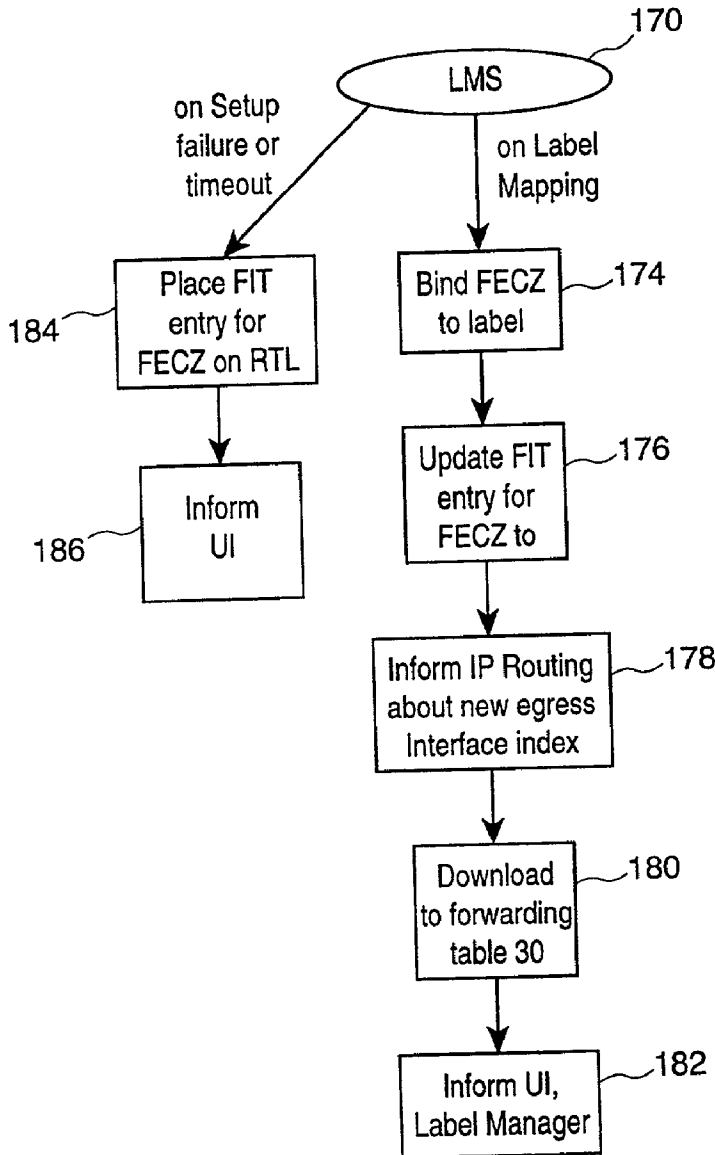 170
LMS
on Setup
failure or
timeout
on Label
Mapping
184
Place FIT
entry for
FECZ on RTL
Bind FECZ
to label
174
186
Inform
UI
Update FIT
entry for
FECZ to
176
Inform IP Routing
about new egress
Interface index
178
Download
to forwarding
table 30
180
Inform UI,
Label Manager
182